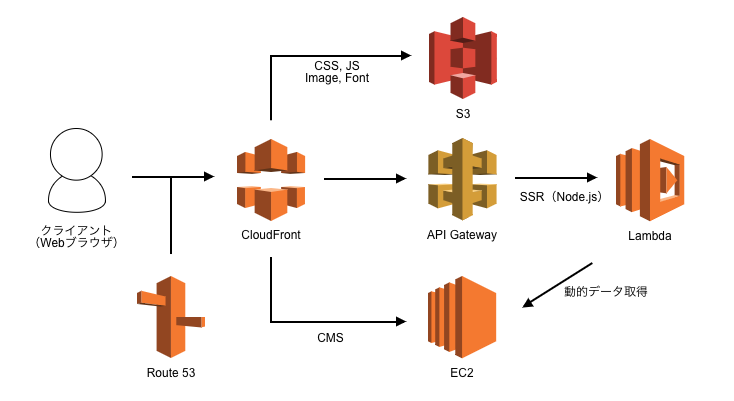 CSS, JS
Image, Font
S3
クライアント
（Webブラウザ）
CloudFront
API Gateway
SSR（Node.js）
Lambda
動的データ取得
CMS
Route 53
EC2